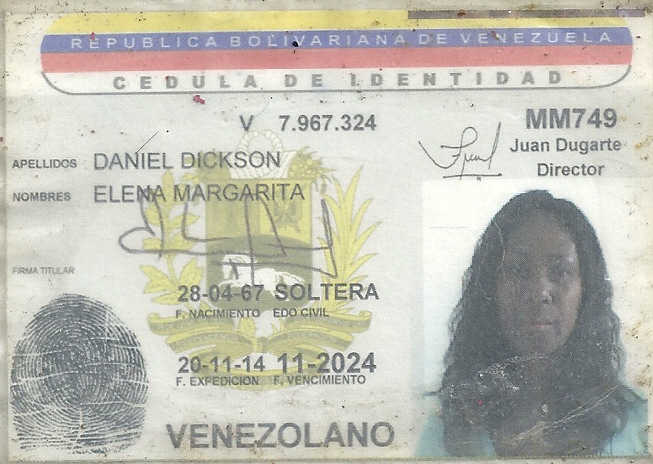 REPUBLICA BOLIVARIANA DE VENEZUELA
CEDULA DE IDENTIDAD
V 7.967.324
MM749
Juan Dugarte
Director
APELLIDOS DANIEL DICKSON
NOMBRES ELENA MARGARITA
FIRMA TITULAR
28-04-67 SOLTERA
F. NACIMIENTO EDO CIVIL
20-11-14 11-2024
F. EXPEDICION F. VENCIMIENTO
VENEZOLANO